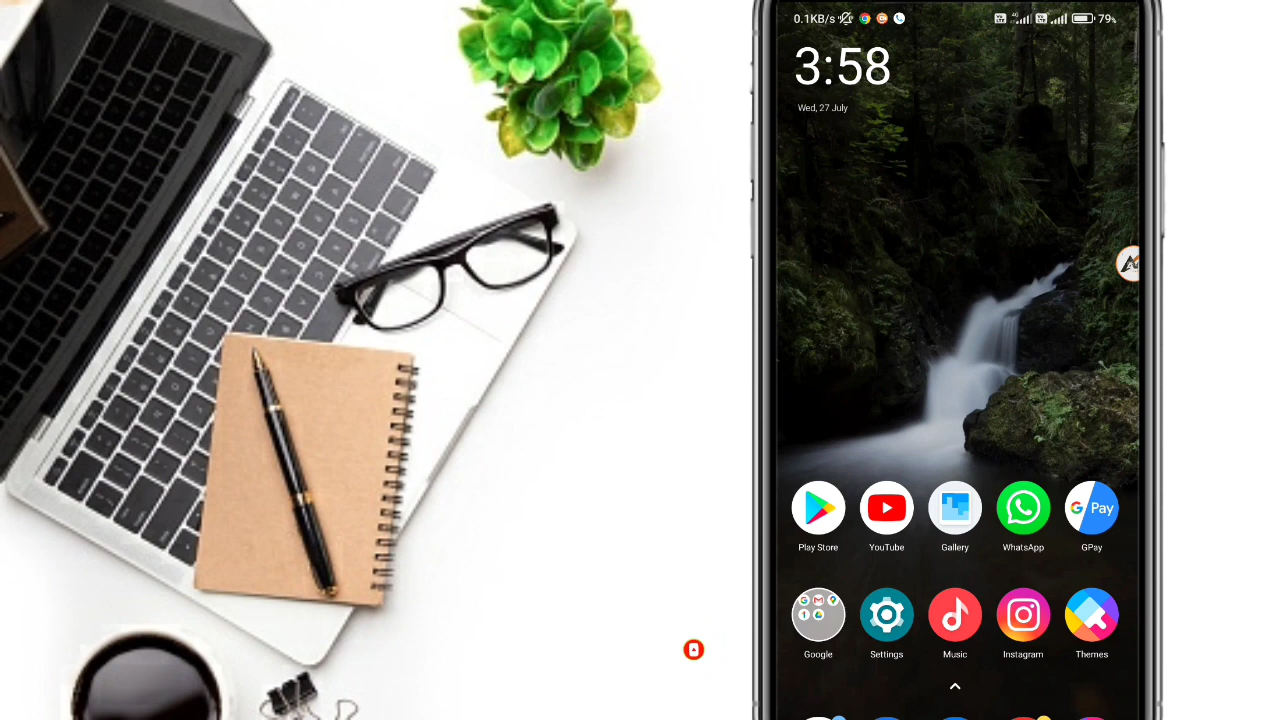 0.1KB/s 4G 79%
3:58
Wed, 27 July
Play Store YouTube Gallery WhatsApp GPay
G Pay
Google Settings Music Instagram Themes